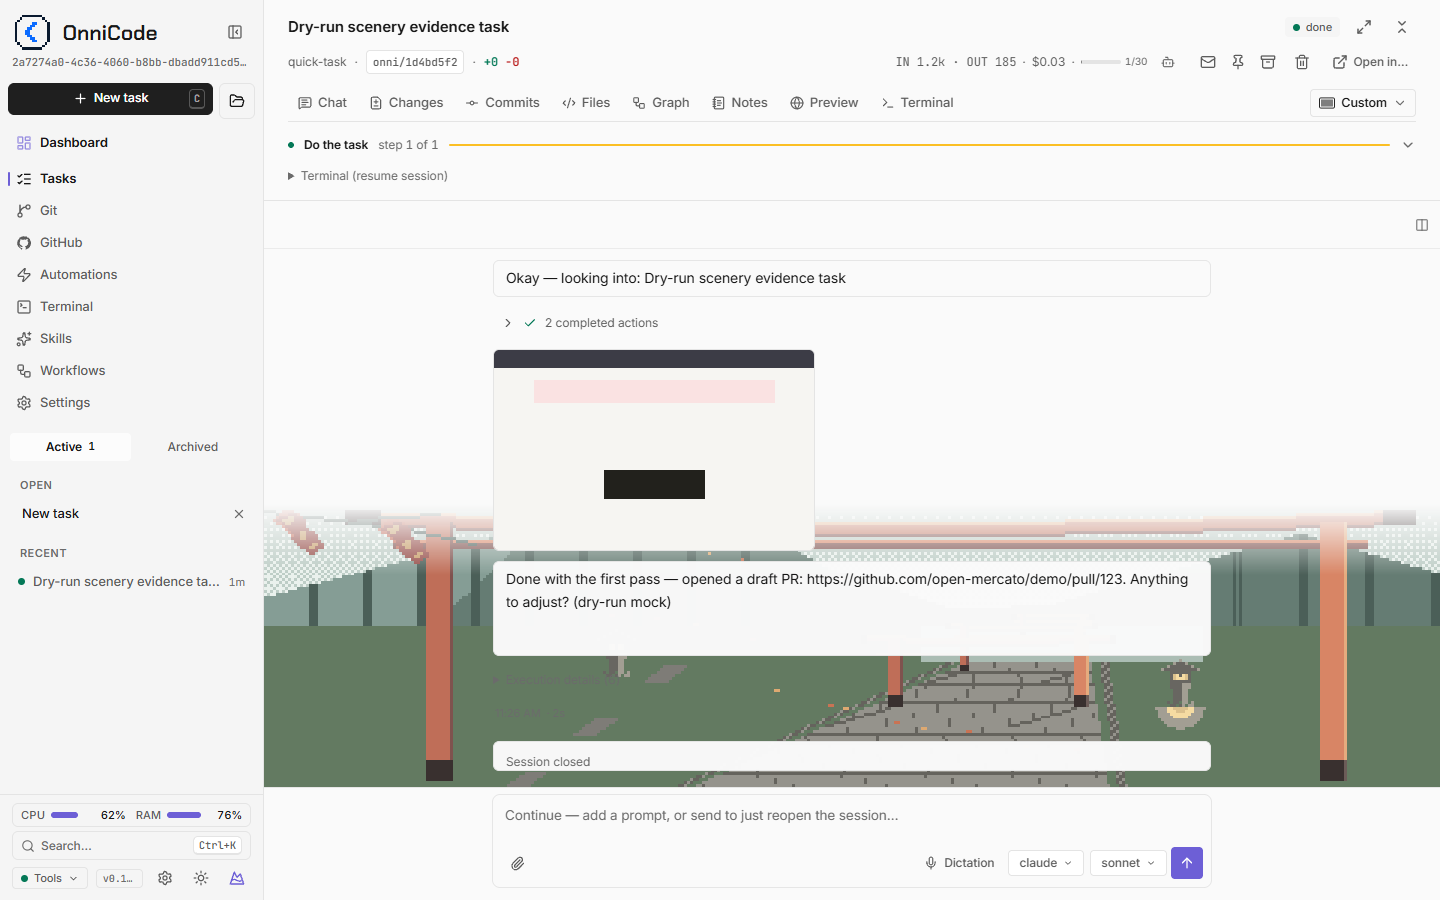 OnniCode
2a7274a0-4c36-4060-b8bb-dbadd911cd5…
New task C
Dashboard
Tasks
Git
GitHub
Automations
Terminal
Skills
Workflows
Settings
Active 1 Archived
OPEN
New task
RECENT
Dry-run scenery evidence ta… 1m
CPU 62% RAM 76%
Search... Ctrl+K
Tools v0.1…
Dry-run scenery evidence task
done
quick-task · onni/1d4bd5f2 · +0 -0
IN 1.2k · OUT 185 · $0.03 · 1/30
Open in...
Chat Changes Commits Files Graph Notes Preview Terminal
Custom
Do the task step 1 of 1
Terminal (resume session)
Okay — looking into: Dry-run scenery evidence task
2 completed actions
Done with the first pass — opened a draft PR: https://github.com/open-mercato/demo/pull/123. Anything
to adjust? (dry-run mock)
Session closed
Continue — add a prompt, or send to just reopen the session...
Dictation claude sonnet